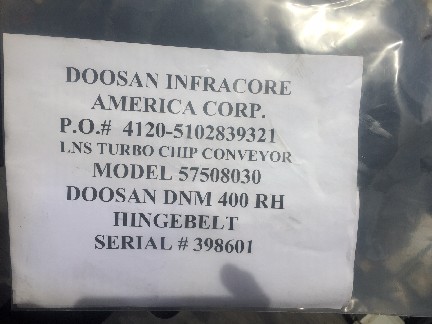 DOOSAN INFRACORE
AMERICA CORP.
P.O.# 4120-5102839321
LNS TURBO CHIP CONVEYOR
MODEL 57508030
DOOSAN DNM 400 RH
HINGEBELT
SERIAL # 398601